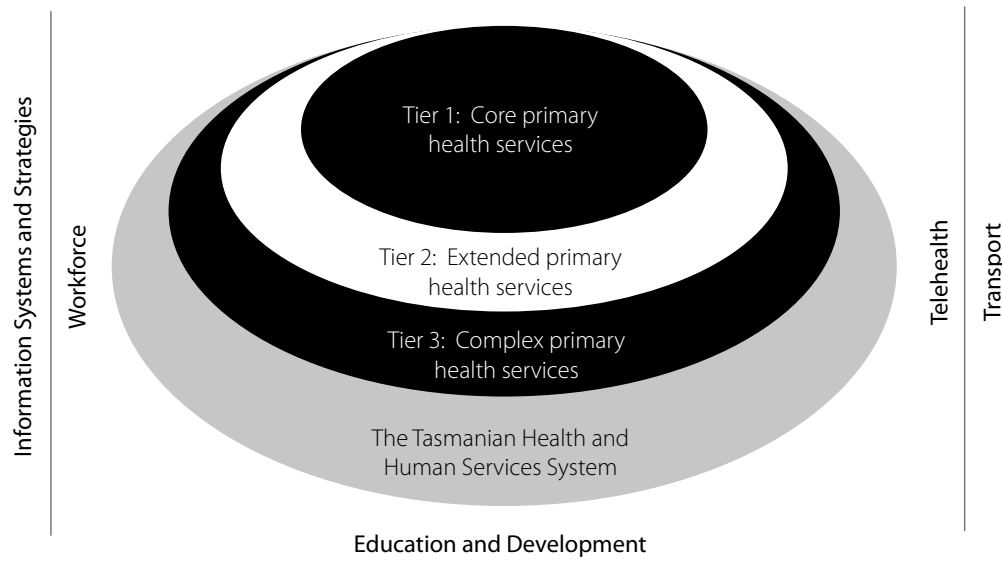 Information Systems and Strategies
Workforce
Tier 1: Core primary
health services
Tier 2: Extended primary
health services
Tier 3: Complex primary
health services
The Tasmanian Health and
Human Services System
Telehealth
Transport
Education and Development